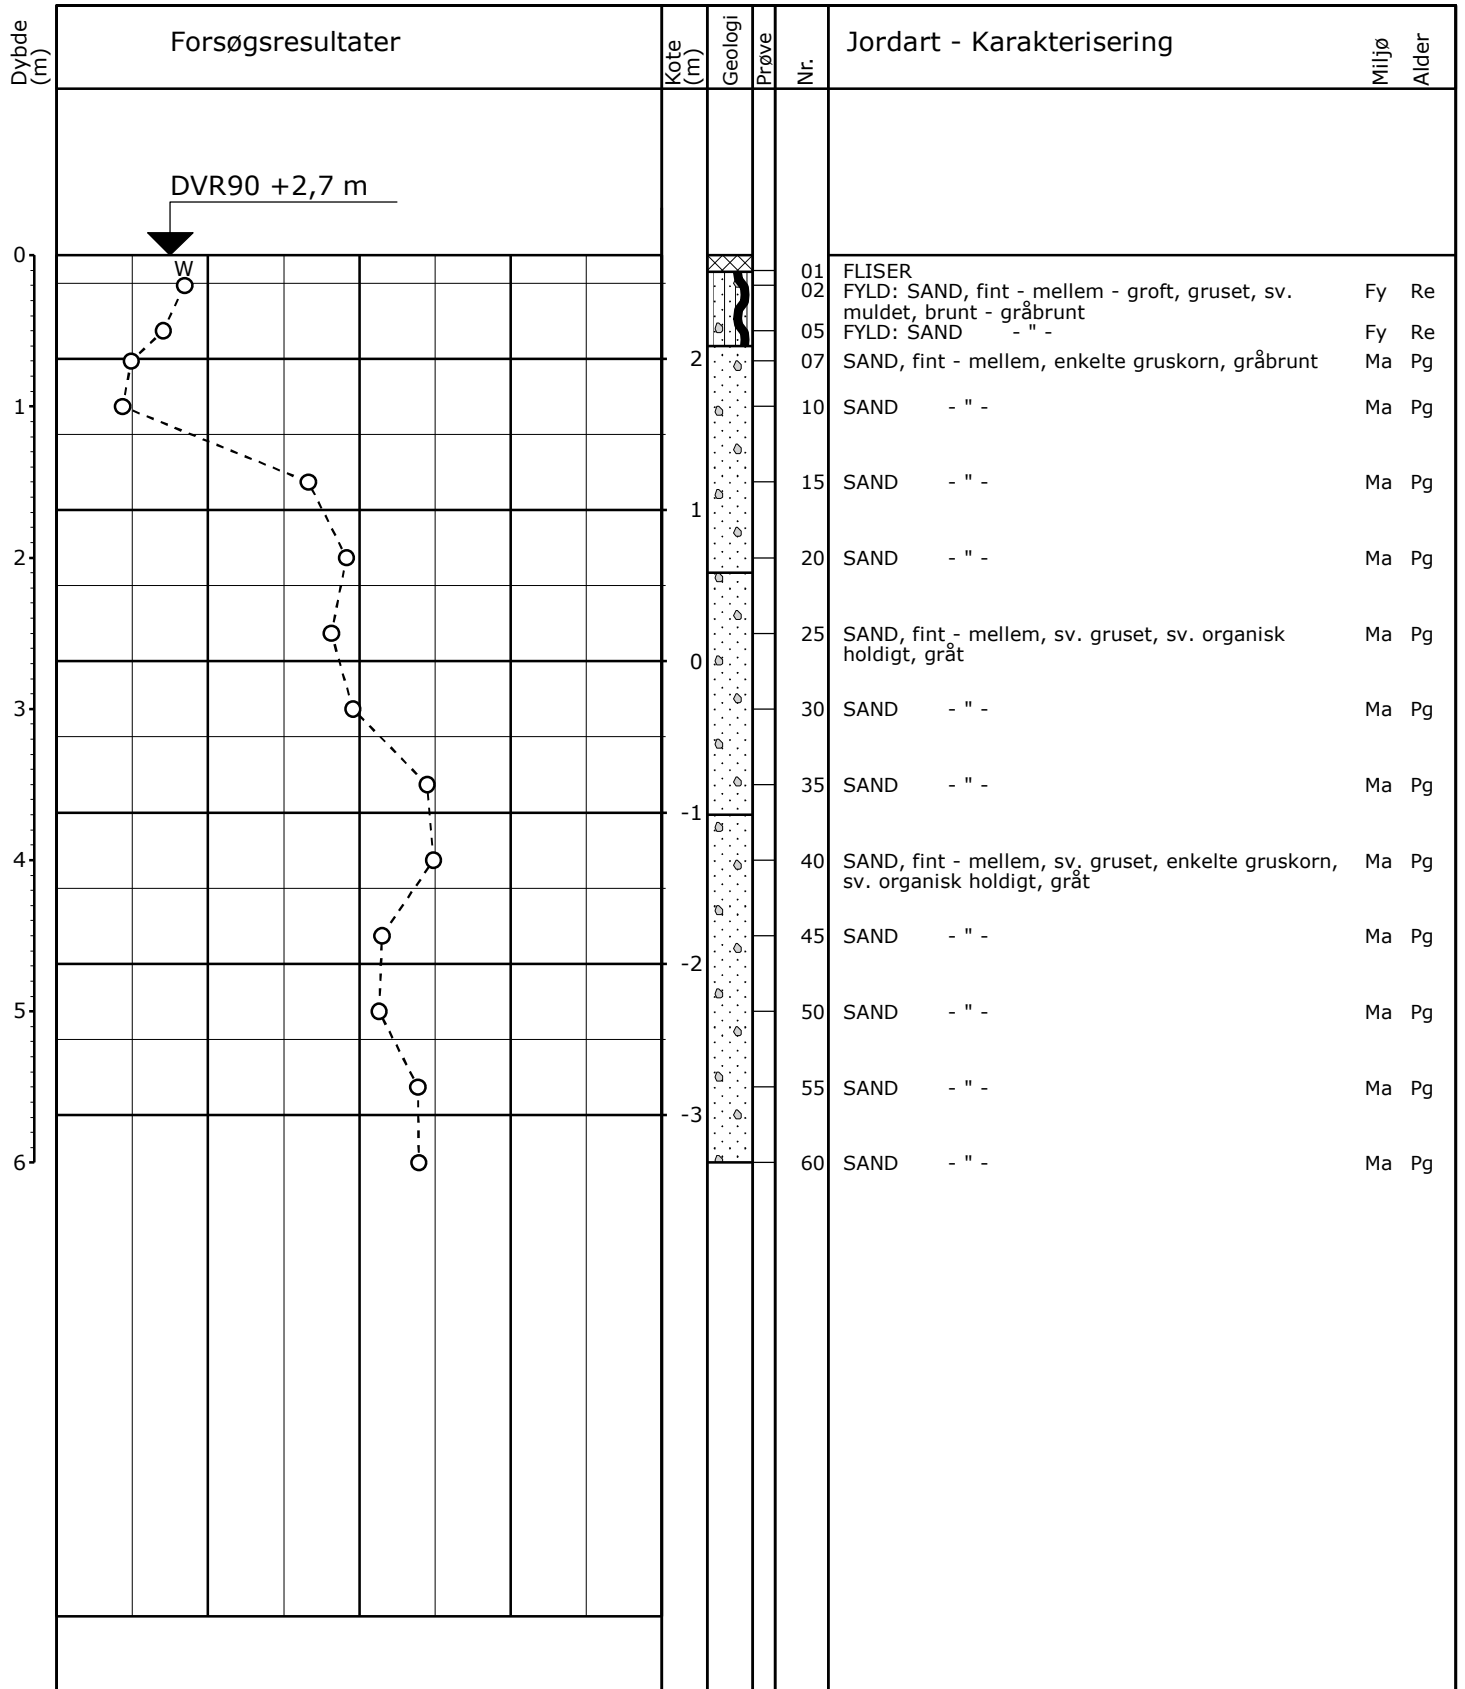 Dybde (m)
Forsøgsresultater
Kote (m)
Geologi
Prøve
Nr.
Jordart - Karakterisering
Miljø
Alder
DVR90 +2,7 m
0
W
01 FLISER
02 FYLD: SAND, fint - mellem - groft, gruset, sv. Fy Re
muldet, brunt - gråbrunt
05 FYLD: SAND - " - Fy Re
2 07 SAND, fint - mellem, enkelte gruskorn, gråbrunt Ma Pg
1 10 SAND - " - Ma Pg
15 SAND - " - Ma Pg
1
2 20 SAND - " - Ma Pg
25 SAND, fint - mellem, sv. gruset, sv. organisk Ma Pg
holdigt, gråt
0
3 30 SAND - " - Ma Pg
35 SAND - " - Ma Pg
-1
4 40 SAND, fint - mellem, sv. gruset, enkelte gruskorn, Ma Pg
sv. organisk holdigt, gråt
45 SAND - " - Ma Pg
-2
5 50 SAND - " - Ma Pg
55 SAND - " - Ma Pg
-3
6 60 SAND - " - Ma Pg